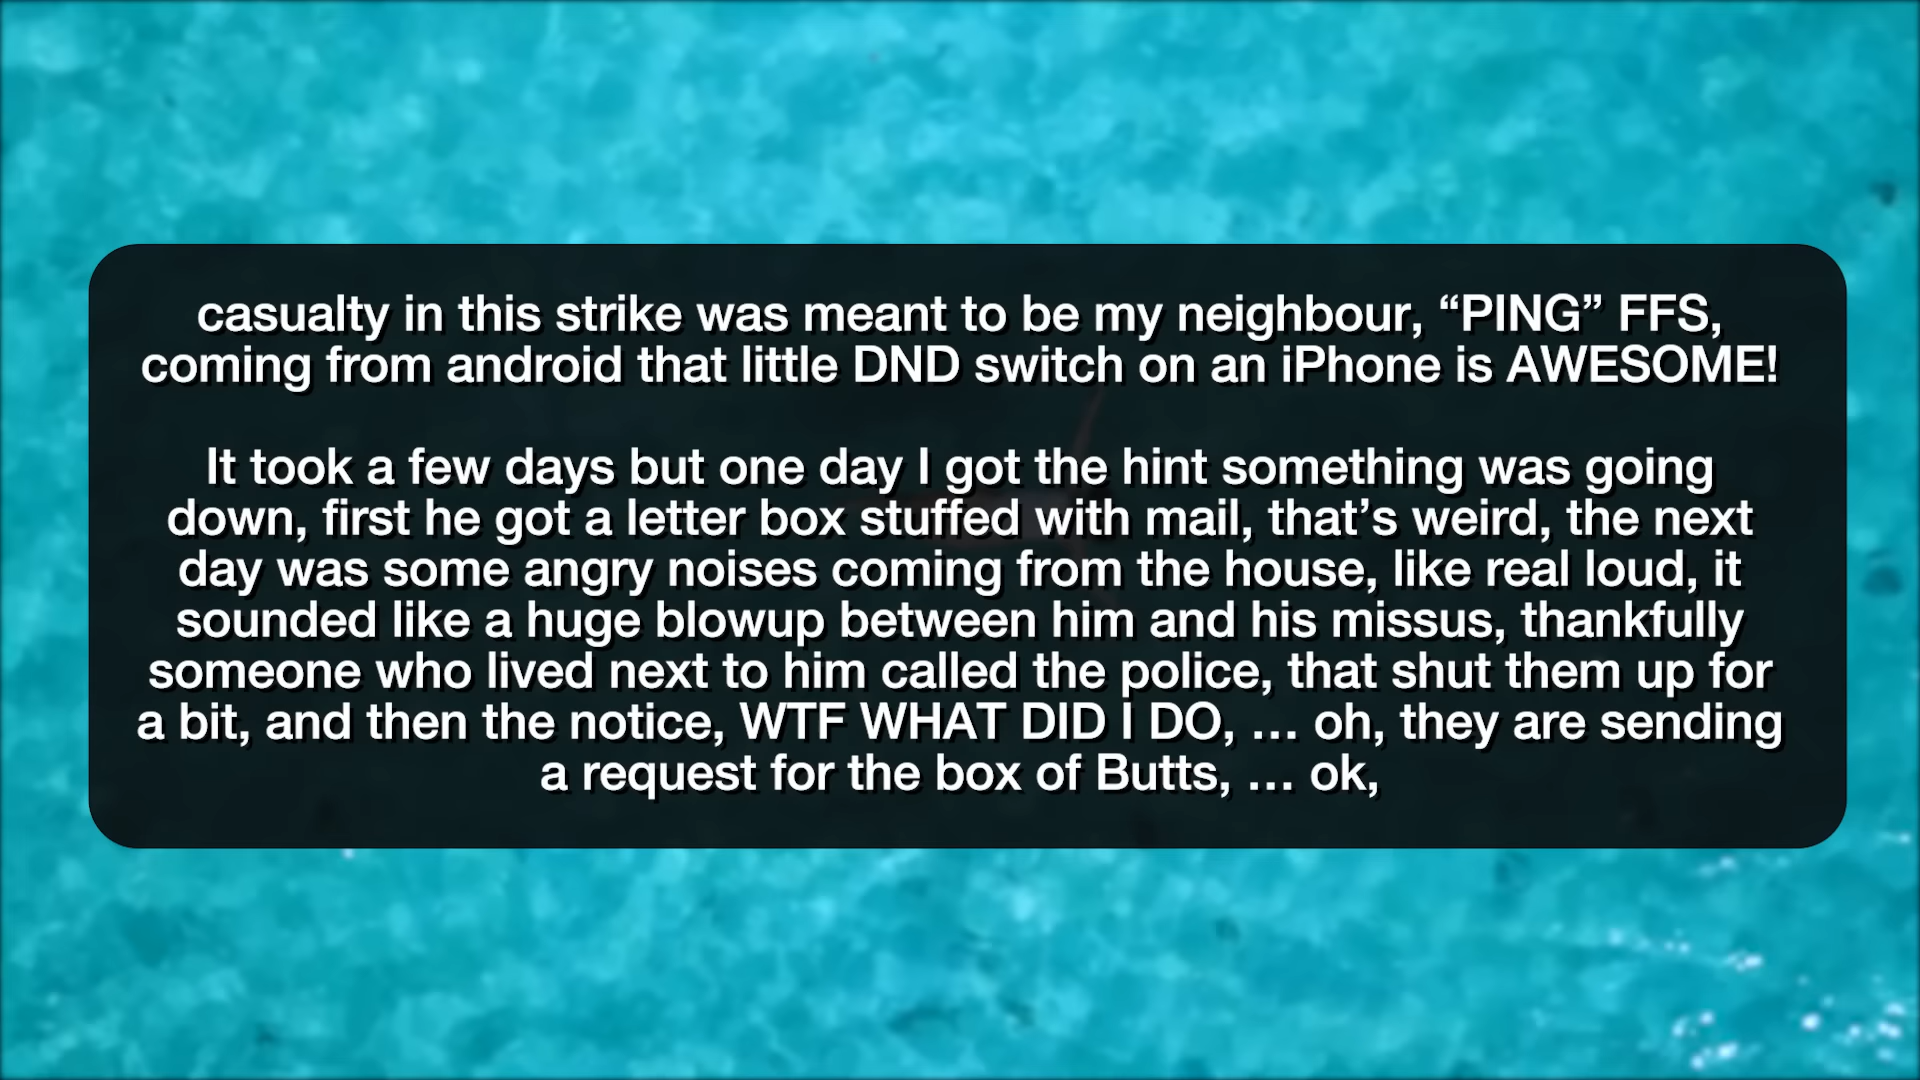 casualty in this strike was meant to be my neighbour, “PING” FFS,
coming from android that little DND switch on an iPhone is AWESOME!
It took a few days but one day I got the hint something was going
down, first he got a letter box stuffed with mail, that’s weird, the next
day was some angry noises coming from the house, like real loud, it
sounded like a huge blowup between him and his missus, thankfully
someone who lived next to him called the police, that shut them up for
a bit, and then the notice, WTF WHAT DID I DO, … oh, they are sending
a request for the box of Butts, … ok,